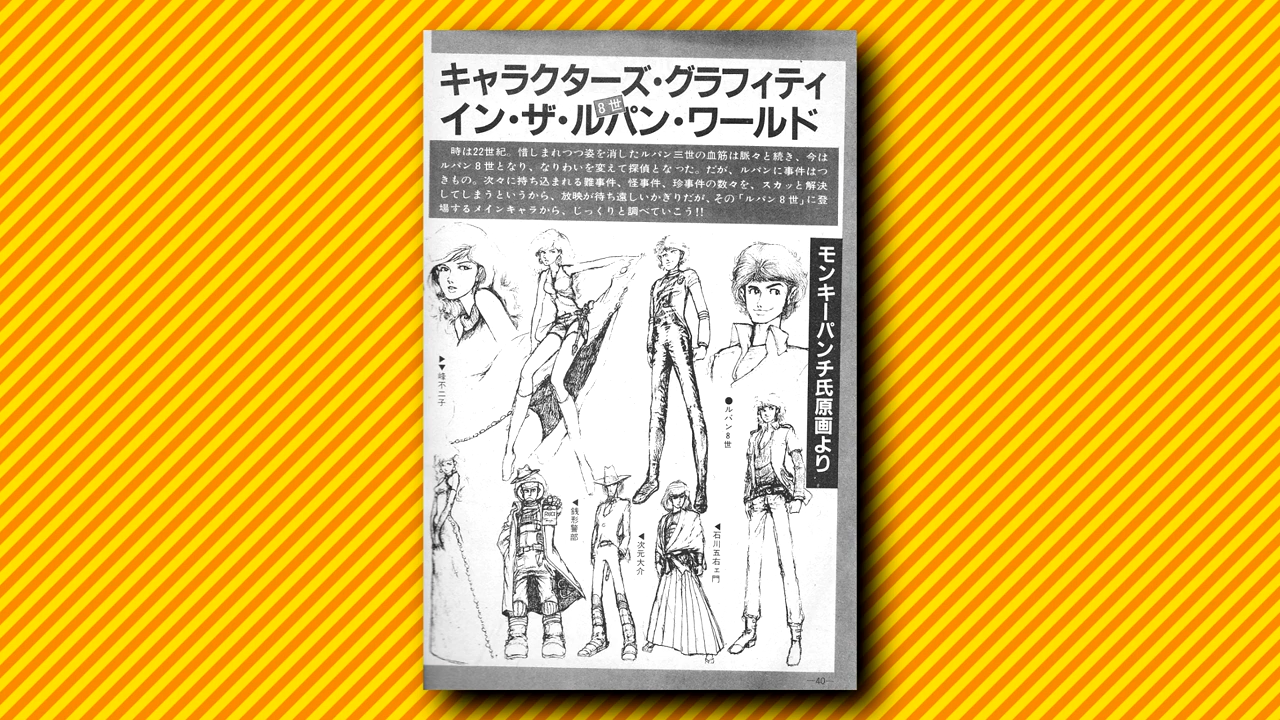 キャラクターズ・グラフィティ
イン・ザ・ルパン・ワールド
8世
時は22世紀。惜しまれつつ姿を消したルパン三世の血筋は脈々と続き、今は
ルパン8世となり、なりわいを変えて探偵となった。だが、ルパンに事件はつ
きもの。次々に持ち込まれる難事件、怪事件、珍事件の数々を、スカッと解決
してしまうというから、放映が待ち遠しいかぎりだが、その「ルパン8世」に登
場するメインキャラから、じっくりと調べていこう!!
モンキーパンチ氏原画より
●ルパン8世
▶▼峰不二子
◀銭形警部
◀次元大介
◀石川五右ェ門
—40—